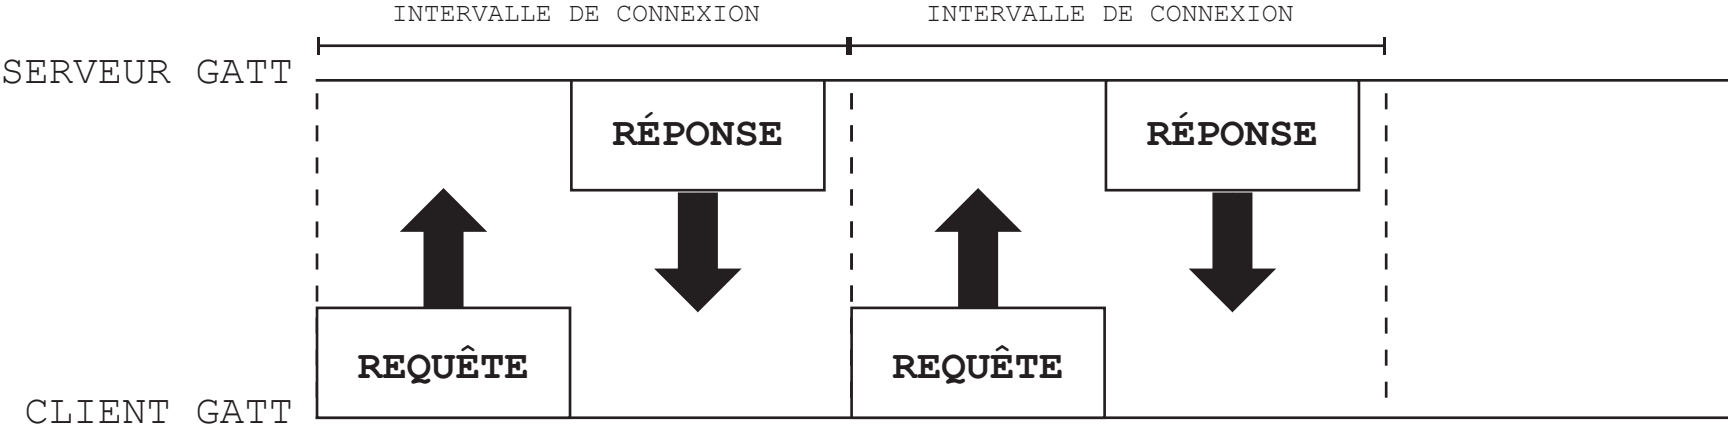 INTERVALLE DE CONNEXION INTERVALLE DE CONNEXION
SERVEUR GATT
RÉPONSE RÉPONSE
REQUÊTE REQUÊTE
CLIENT GATT